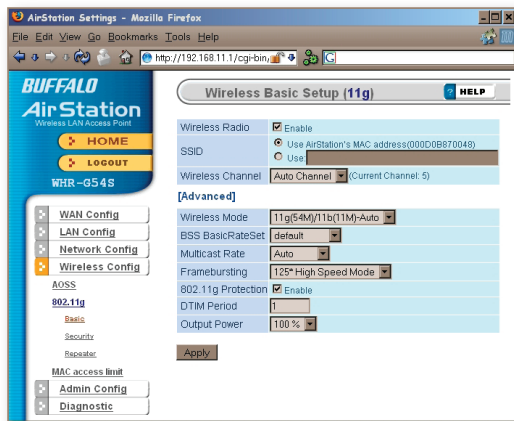 AirStation Settings - Mozilla Firefox
File Edit View Go Bookmarks Tools Help
http://192.168.11.1/cgi-bin/
G
BUFFALO
AirStation
Wireless LAN Access Point
HOME
LOGOUT
WHR-G54S
WAN Config
LAN Config
Network Config
Wireless Config
AOSS
802.11g
Basic
Security
Repeater
MAC access limit
Admin Config
Diagnostic
Wireless Basic Setup (11g)
? HELP
Wireless Radio Enable
SSID Use AirStation's MAC address(000D0B870048)
Use:
Wireless Channel Auto Channel (Current Channel: 5)
[Advanced]
Wireless Mode 11g(54M)/11b(11M)-Auto
BSS BasicRateSet default
Multicast Rate Auto
Framebursting 125* High Speed Mode
802.11g Protection Enable
DTIM Period 1
Output Power 100 %
Apply